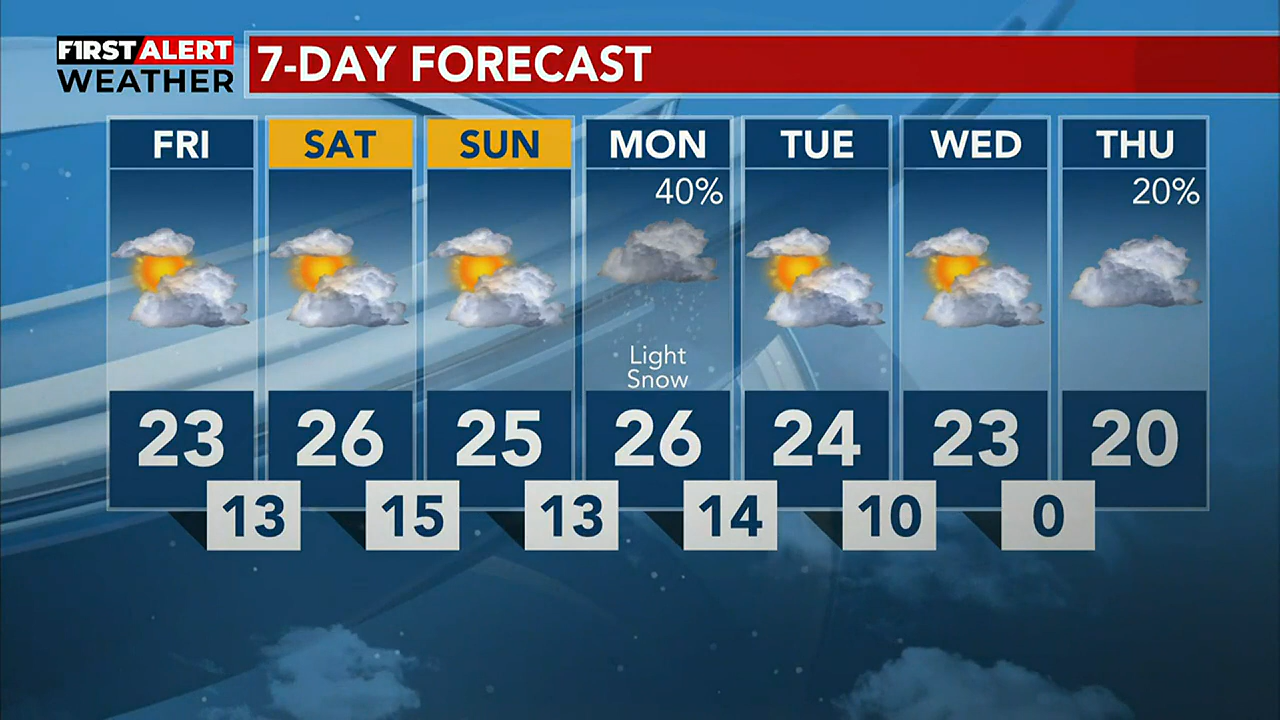 FIRST ALERT
WEATHER
7-DAY FORECAST
FRI SAT SUN MON TUE WED THU
40% 20%
Light
Snow
23 26 25 26 24 23 20
13 15 13 14 10 0